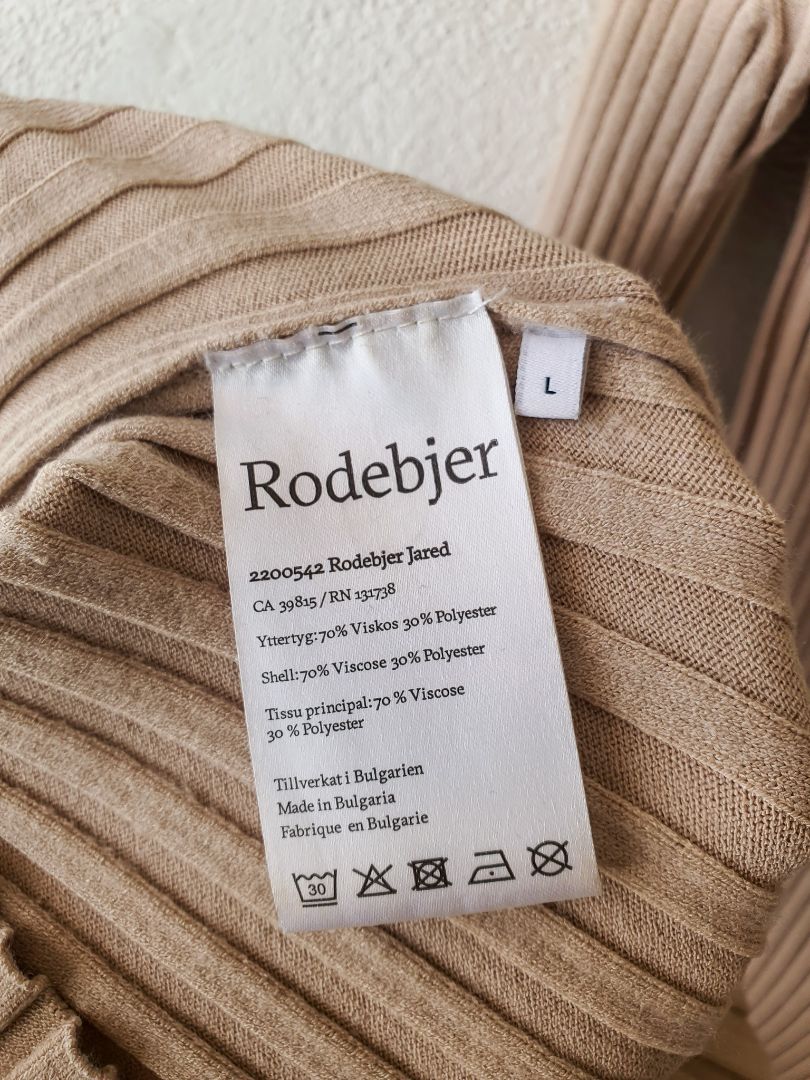 L
Rodebjer
2200542 Rodebjer Jared
CA 39815 / RN 131738
Yttertyg:70% Viskos 30% Polyester
Shell:70% Viscose 30% Polyester
Tissu principal:70 % Viscose
30 % Polyester
Tillverkat i Bulgarien
Made in Bulgaria
Fabrique en Bulgarie
30